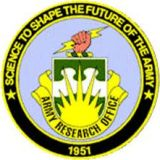 SCIENCE TO SHAPE THE FUTURE OF THE ARMY
ARMY RESEARCH OFFICE
1951